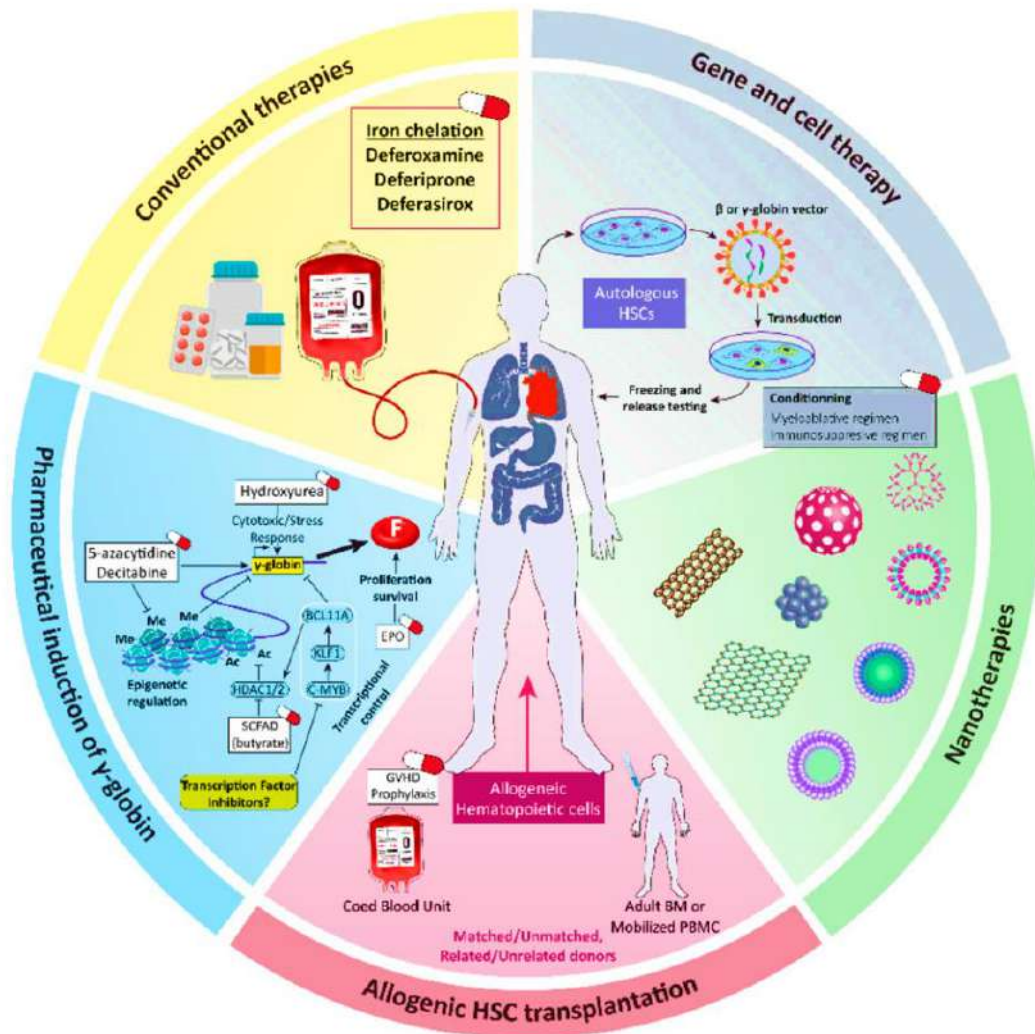 Conventional therapies
Iron chelation
Deferoxamine
Deferiprone
Deferasirox
0
Gene and cell therapy
β or γ-globin vector
Autologous
HSCs
Transduction
Freezing and
release testing
Conditionning
Myeloablative regimen
Immunosuppresive regimen
Nanotherapies
Pharmaceutical induction of γ-globin
Hydroxyurea
Cytotoxic/Stress
Response
5-azacytidine
Decitabine
γ-globin
F
Proliferation
survival
EPO
Me
Me
Me
Ac
Ac
Epigenetic
regulation
BCL11A
KLF1
C-MYB
HDAC1/2
SCFAD
(butyrate)
Transcriptional
control
Transcription Factor
Inhibitors?
GVHD
Prophylaxis
Allogeneic
Hematopoietic cells
Coed Blood Unit
Adult BM or
Mobilized PBMC
Matched/Unmatched,
Related/Unrelated donors
Allogenic HSC transplantation